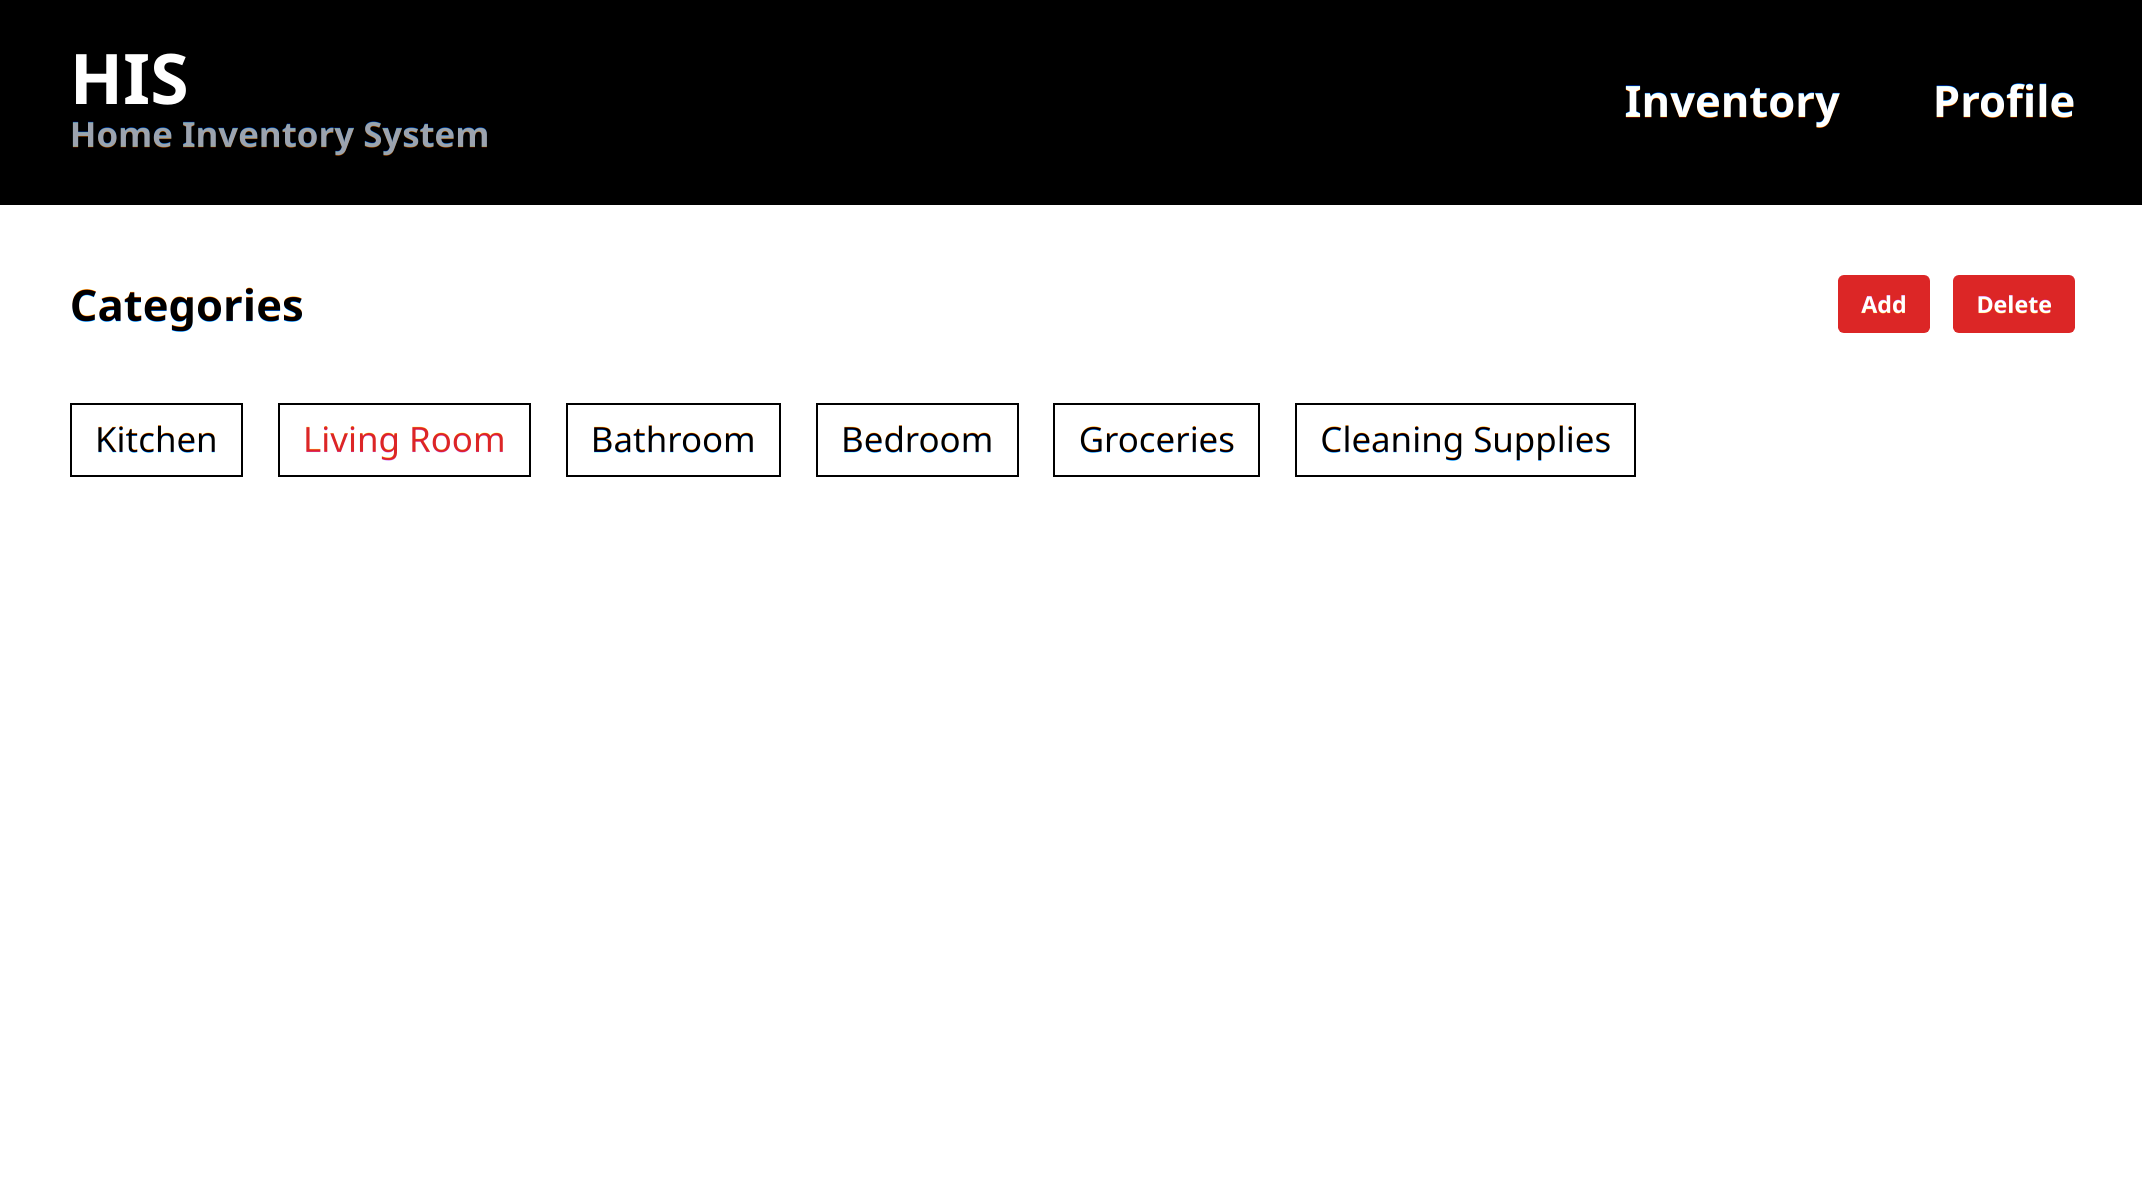 HIS
Home Inventory System
Inventory Profile
Categories
Add Delete
Kitchen Living Room Bathroom Bedroom Groceries Cleaning Supplies